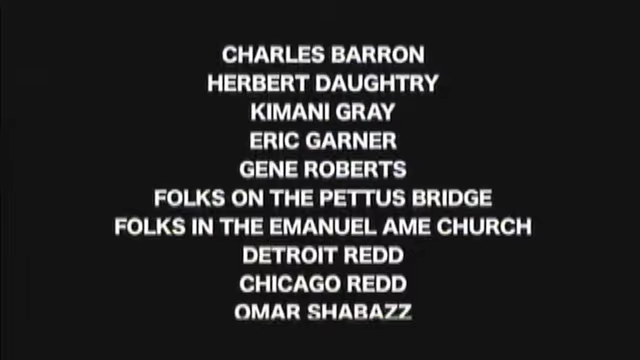 CHARLES BARRON
HERBERT DAUGHTRY
KIMANI GRAY
ERIC GARNER
GENE ROBERTS
FOLKS ON THE PETTUS BRIDGE
FOLKS IN THE EMANUEL AME CHURCH
DETROIT REDD
CHICAGO REDD
OMAR SHABAZZ